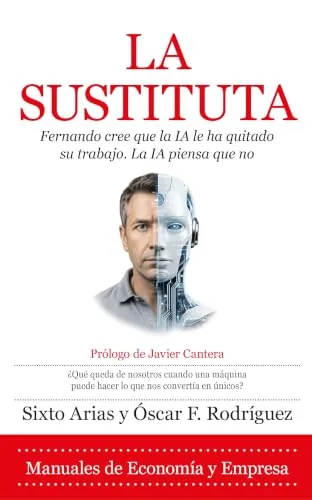 LA
SUSTITUTA
Fernando cree que la IA le ha quitado
su trabajo. La IA piensa que no
Prólogo de Javier Cantera
¿Qué queda de nosotros cuando una máquina
puede hacer lo que nos convertía en únicos?
Sixto Arias y Óscar F. Rodríguez
Manuales de Economía y Empresa